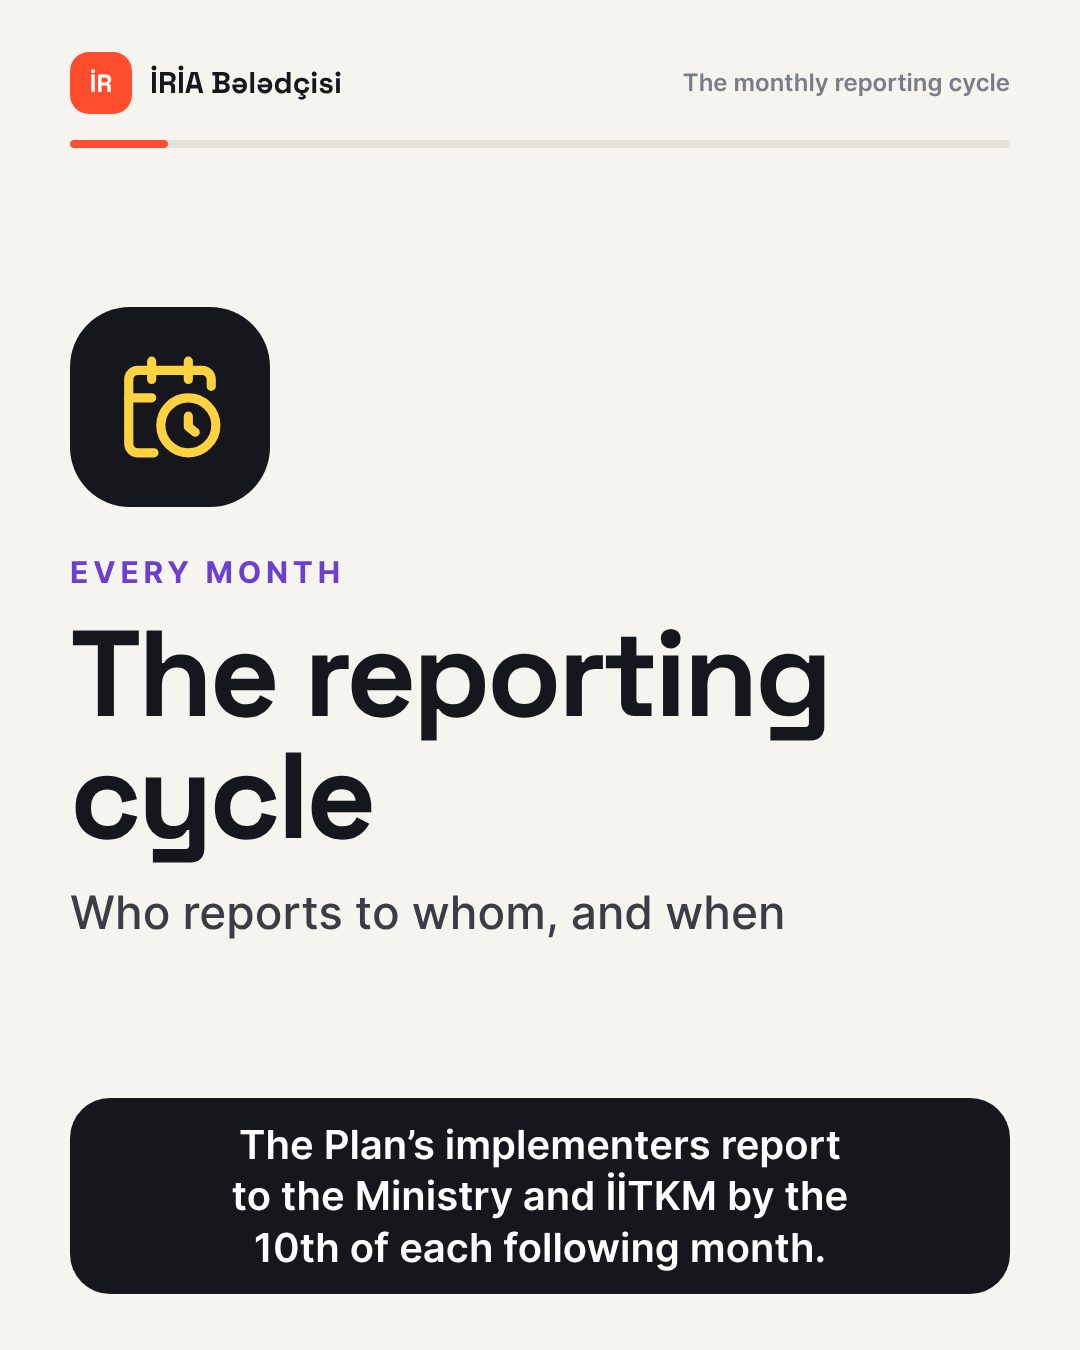 İR
İRİA Bələdçisi
The monthly reporting cycle
EVERY MONTH
The reporting
cycle
Who reports to whom, and when
The Plan’s implementers report
to the Ministry and İİTKM by the
10th of each following month.